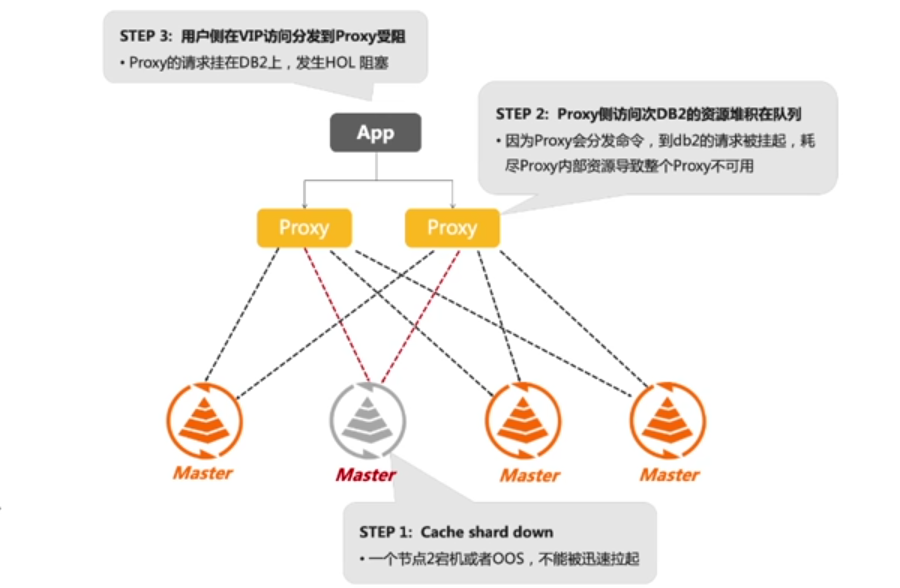 STEP 3: 用户侧在VIP访问分发到Proxy受阻
• Proxy的请求挂在DB2上，发生HOL 阻塞
App
STEP 2: Proxy侧访问次DB2的资源堆积在队列
• 因为Proxy会分发命令，到db2的请求被挂起，耗
尽Proxy内部资源导致整个Proxy不可用
Proxy
Proxy
Master
Master
Master
Master
STEP 1: Cache shard down
• 一个节点2宕机或者OOS，不能被迅速拉起